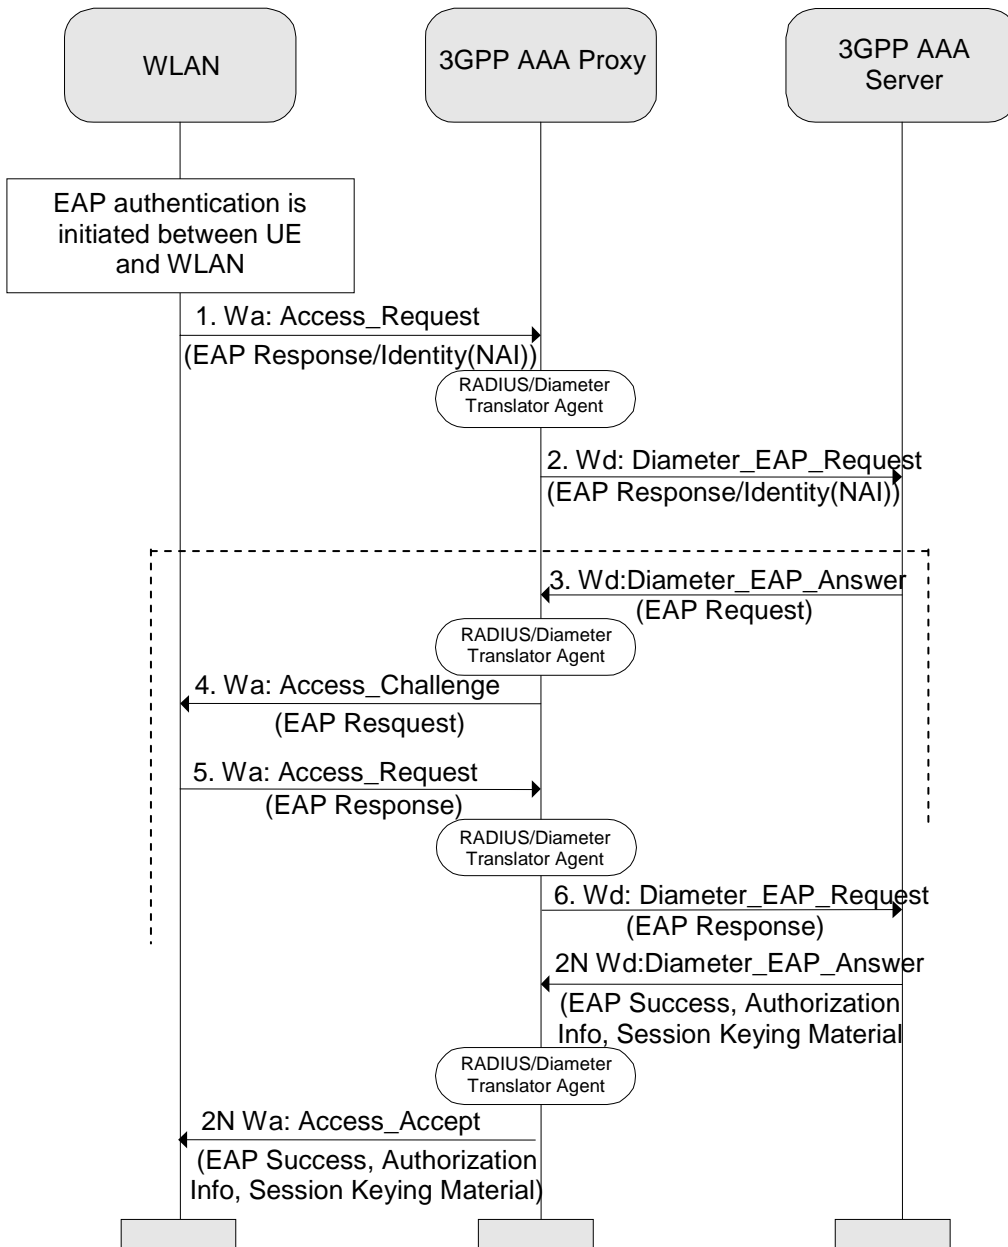 WLAN
3GPP AAA Proxy
3GPP AAA
Server
EAP authentication is
initiated between UE
and WLAN
1. Wa: Access_Request
(EAP Response/Identity(NAI))
RADIUS/Diameter
Translator Agent
2. Wd: Diameter_EAP_Request
(EAP Response/Identity(NAI))
3. Wd:Diameter_EAP_Answer
(EAP Request)
RADIUS/Diameter
Translator Agent
4. Wa: Access_Challenge
(EAP Resquest)
5. Wa: Access_Request
(EAP Response)
RADIUS/Diameter
Translator Agent
6. Wd: Diameter_EAP_Request
(EAP Response)
2N Wd:Diameter_EAP_Answer
(EAP Success, Authorization
Info, Session Keying Material
RADIUS/Diameter
Translator Agent
2N Wa: Access_Accept
(EAP Success, Authorization
Info, Session Keying Material)